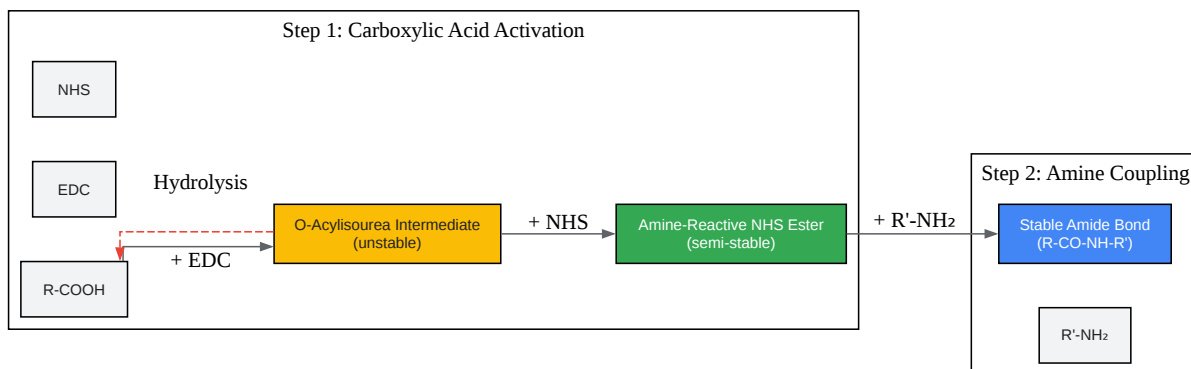 Step 1: Carboxylic Acid Activation
NHS
EDC
Hydrolysis
R-COOH
+ EDC
O-Acylisourea Intermediate
(unstable)
+ NHS
Amine-Reactive NHS Ester
(semi-stable)
+ R'-NH₂
Step 2: Amine Coupling
Stable Amide Bond
(R-CO-NH-R')
R'-NH₂